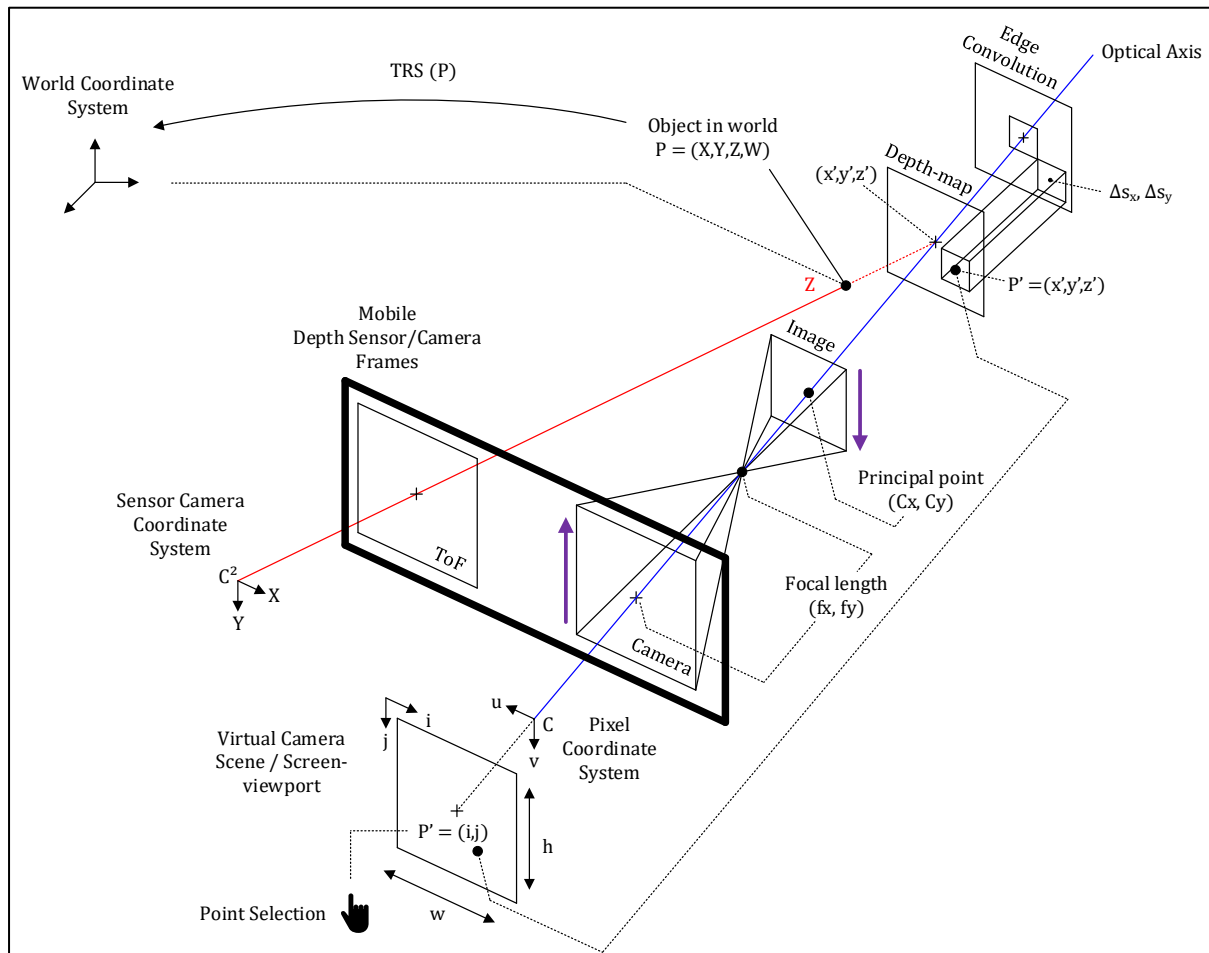 World Coordinate
System
TRS (P)
Object in world
P = (X,Y,Z,W)
Edge
Convolution
Optical Axis
Depth-map
(x’,y’,z’)
Δsx, Δsy
P’ =(x’,y’,z’)
Z
Mobile
Depth Sensor/Camera
Frames
Image
Principal point
(Cx, Cy)
Sensor Camera
Coordinate
System
C²
X
Y
ToF
Focal length
(fx, fy)
Camera
u
C
v
Pixel
Coordinate
System
i
j
Virtual Camera
Scene / Screen-
viewport
P’ = (i,j)
h
w
Point Selection